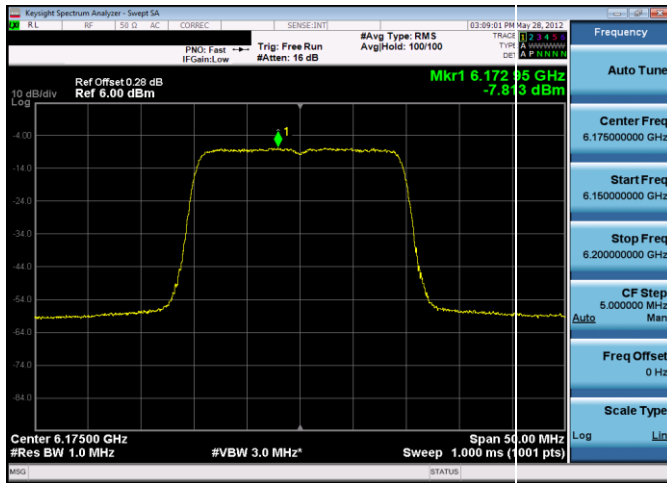 Keysight Spectrum Analyzer - Swept SA
RL RF 50 Ω AC CORREC SENSE:INT 03:09:01 PM May 28, 2012
Frequency
PNO: Fast Trig: Free Run #Avg Type: RMS TRACE 1 2 3 4 5 6
IFGain:Low #Atten: 16 dB Avg|Hold: 100/100 TYPE A WWWWW
DET A P N N N N
Auto Tune
Ref Offset 0.28 dB Mkr1 6.172 95 GHz
10 dB/div Ref 6.00 dBm -7.813 dBm
Log
1
-4.00
-14.0
-24.0
-34.0
-44.0
-54.0
-64.0
-74.0
-84.0
Center Freq
6.175000000 GHz
Start Freq
6.150000000 GHz
Stop Freq
6.200000000 GHz
CF Step
5.000000 MHz
Auto Man
Freq Offset
0 Hz
Scale Type
Log Lin
Center 6.17500 GHz Span 50.00 MHz
#Res BW 1.0 MHz #VBW 3.0 MHz* Sweep 1.000 ms (1001 pts)
MSG STATUS